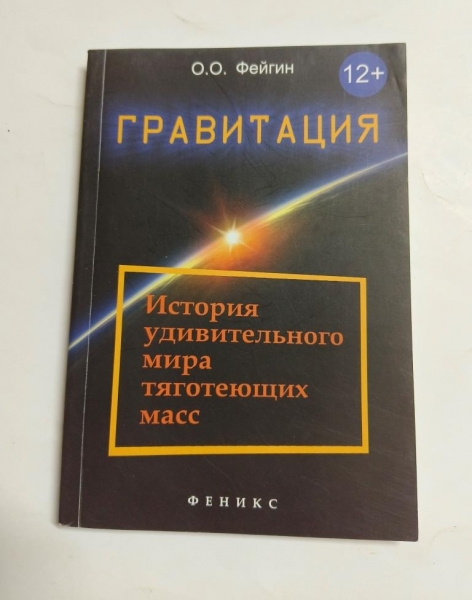 О.О. Фейгин
12+
ГРАВИТАЦИЯ
История
удивительного
мира
тяготеющих
масс
ФЕНИКС